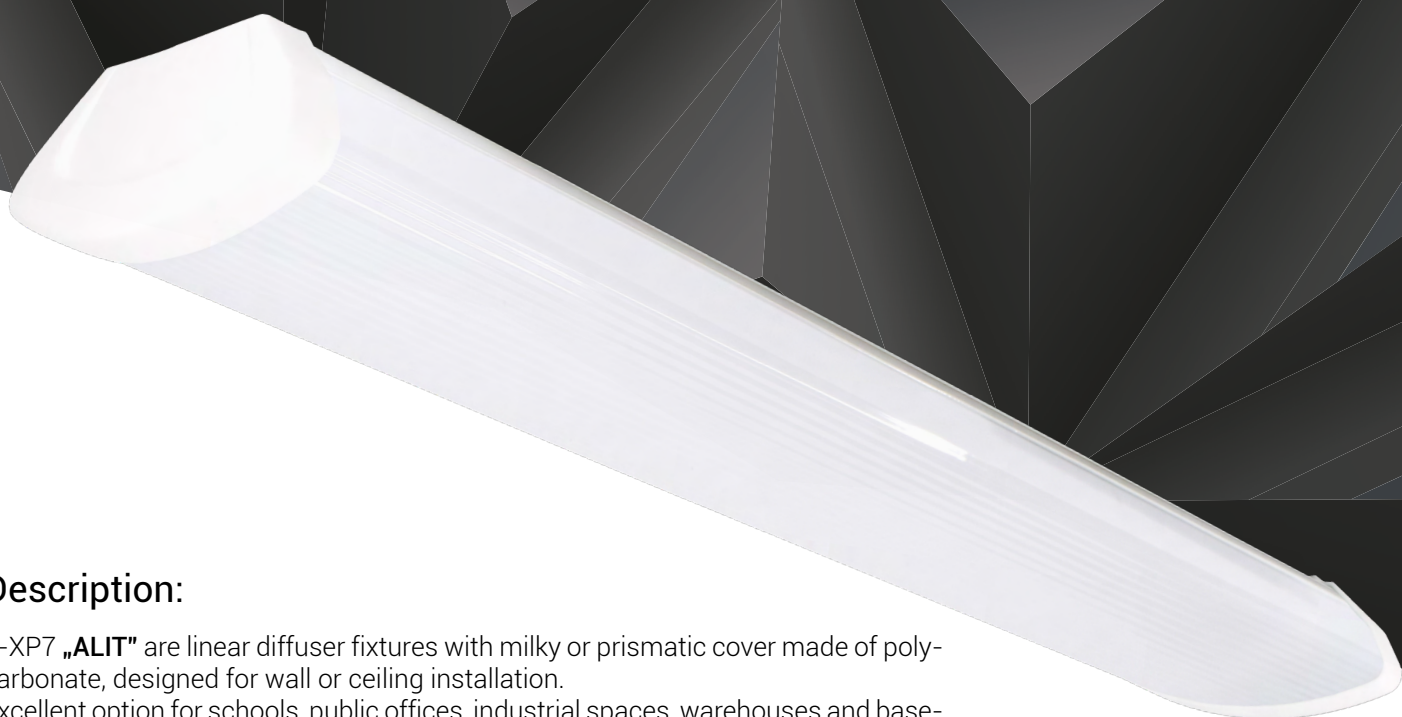 Description:
-XP7 „ALIT" are linear diffuser fixtures with milky or prismatic cover made of poly-
arbonate, designed for wall or ceiling installation.
xcellent option for schools, public offices, industrial spaces, warehouses and base-